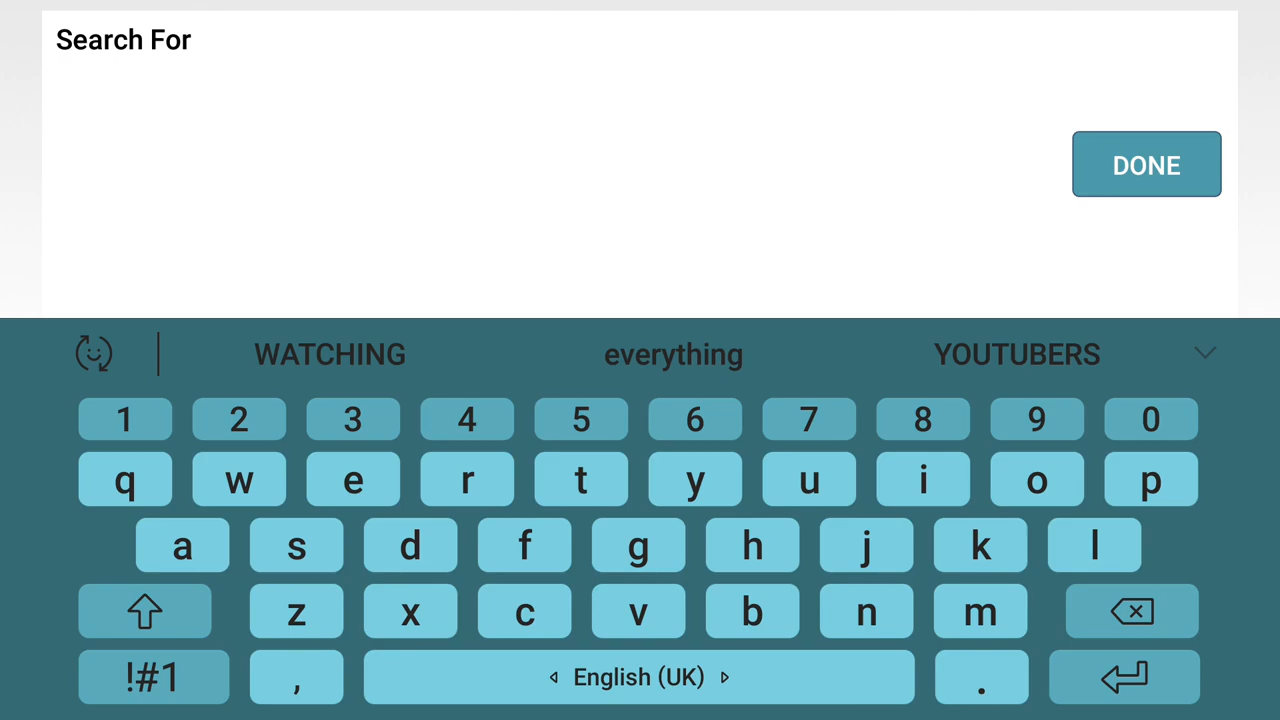 Search For
DONE
WATCHING everything YOUTUBERS
1 2 3 4 5 6 7 8 9 0
q w e r t y u i o p
a s d f g h j k l
z x c v b n m
!#1 , English (UK) .